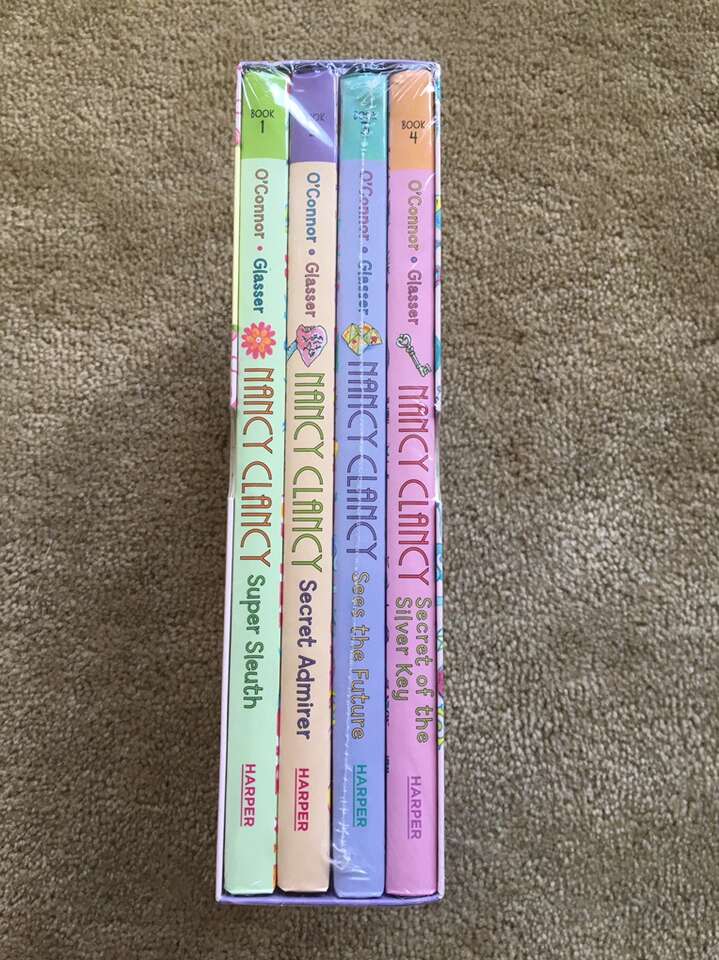 BOOK
1
O'Connor • Glasser
NANCY CLANCY
Super Sleuth
HARPER
BOOK
O'Connor • Glasser
NANCY CLANCY
Secret Admirer
HARPER
O'Connor • Glasser
NANCY CLANCY
Sees the Future
HARPER
BOOK
4
O'Connor • Glasser
NANCY CLANCY
Secret of the
Silver Key
HARPER